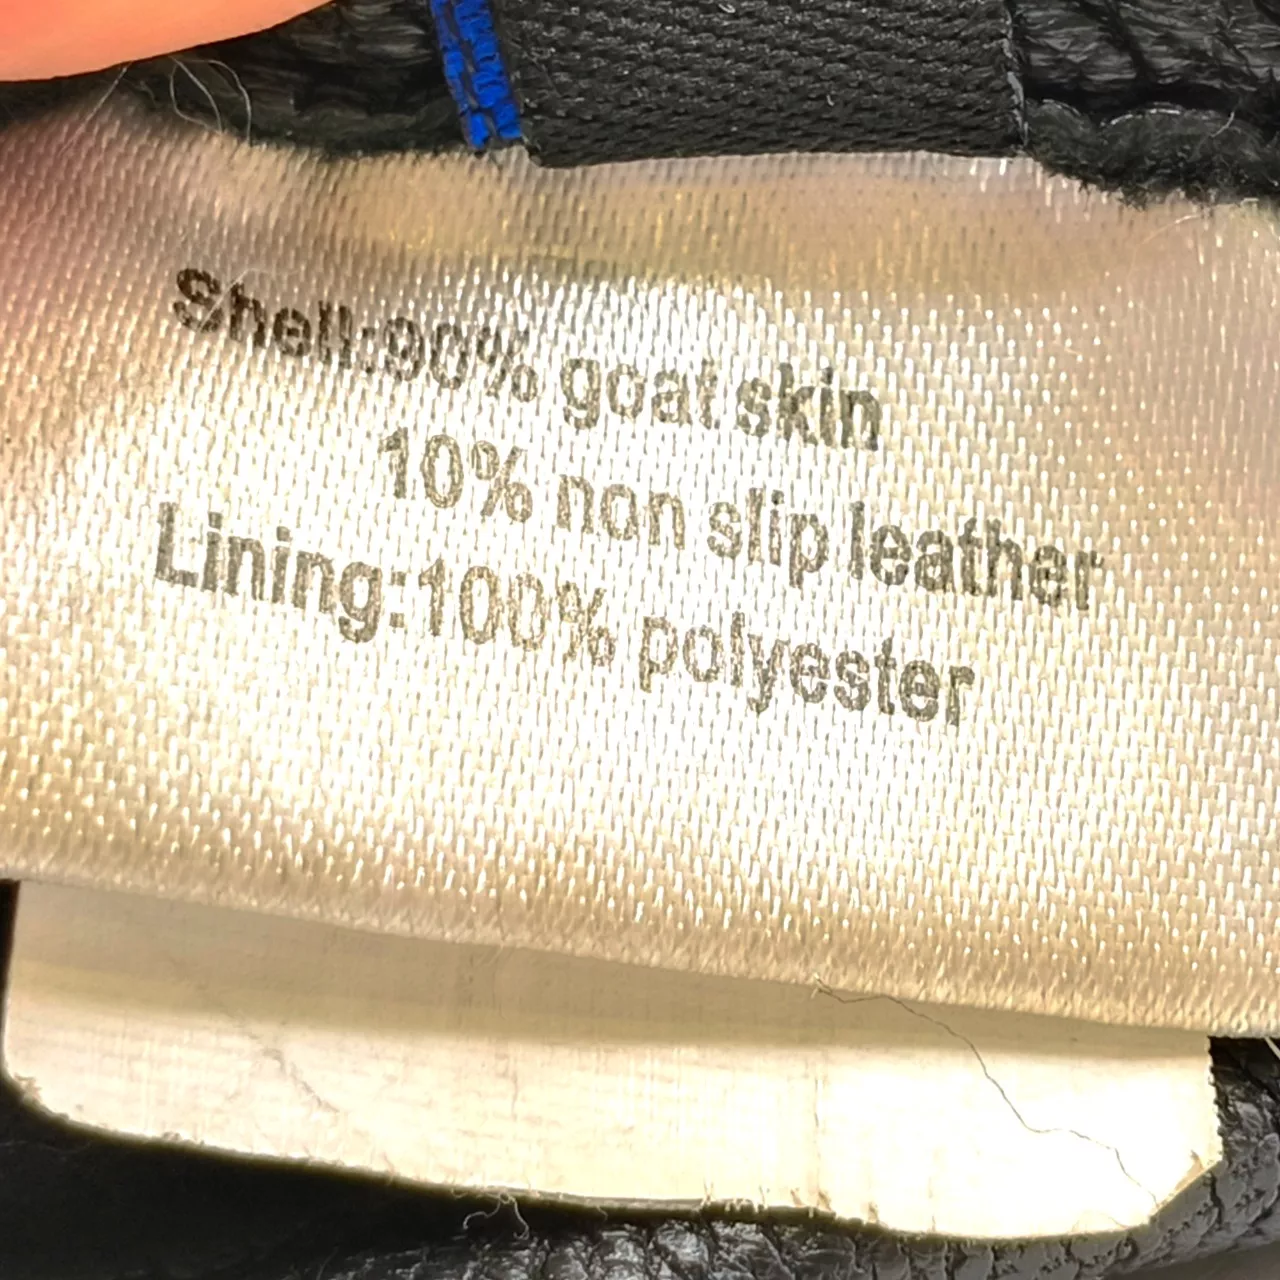 Shell:90% goat skin
10% non slip leather
Lining:100% polyester